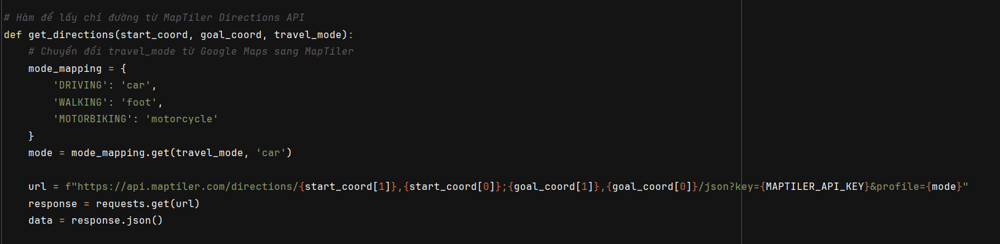 # Hàm để lấy chỉ đường từ MapTiler Directions API
def get_directions(start_coord, goal_coord, travel_mode):
    # Chuyển đổi travel_mode từ Google Maps sang MapTiler
    mode_mapping = {
        'DRIVING': 'car',
        'WALKING': 'foot',
        'MOTORBIKING': 'motorcycle'
    }
    mode = mode_mapping.get(travel_mode, 'car')
    url = f"https://api.maptiler.com/directions/{start_coord[1]},{start_coord[0]};{goal_coord[1]},{goal_coord[0]}/json?key={MAPTILER_API_KEY}&profile={mode}"
    response = requests.get(url)
    data = response.json()